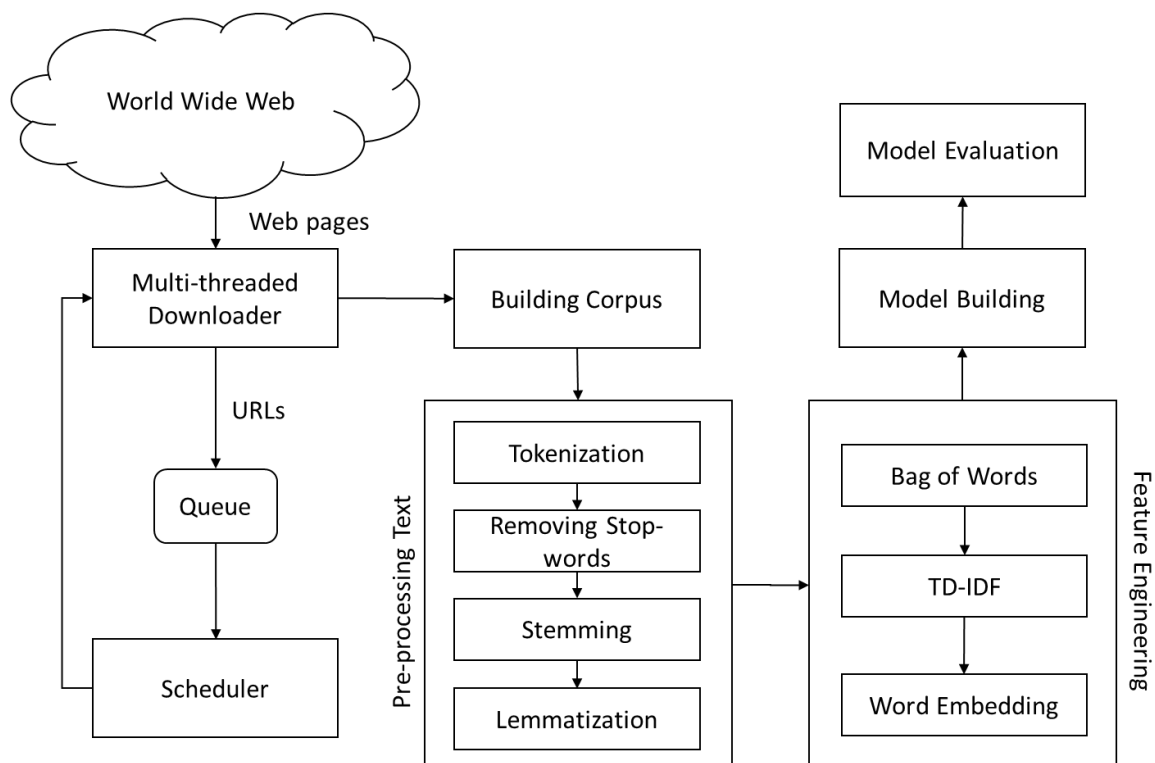 World Wide Web
Web pages
Multi-threaded
Downloader
URLs
Queue
Scheduler
Building Corpus
Pre-processing Text
Tokenization
Removing Stop-
words
Stemming
Lemmatization
Model Evaluation
Model Building
Bag of Words
TD-IDF
Word Embedding
Feature Engineering